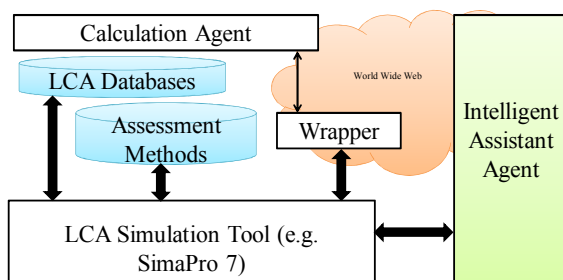 Calculation Agent
LCA Databases
World Wide Web
Assessment
Methods
Wrapper
Intelligent
Assistant
Agent
LCA Simulation Tool (e.g.
SimaPro 7)